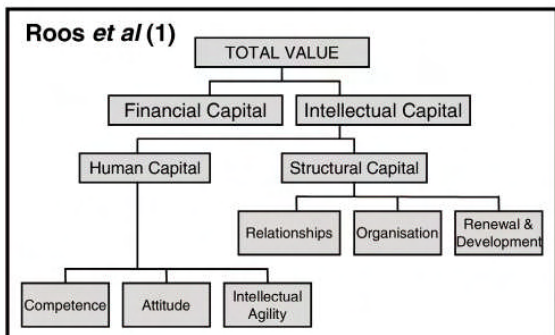 Roos et al (1)
TOTAL VALUE
Financial Capital
Intellectual Capital
Human Capital
Structural Capital
Relationships
Organisation
Renewal &
Development
Competence
Attitude
Intellectual
Agility